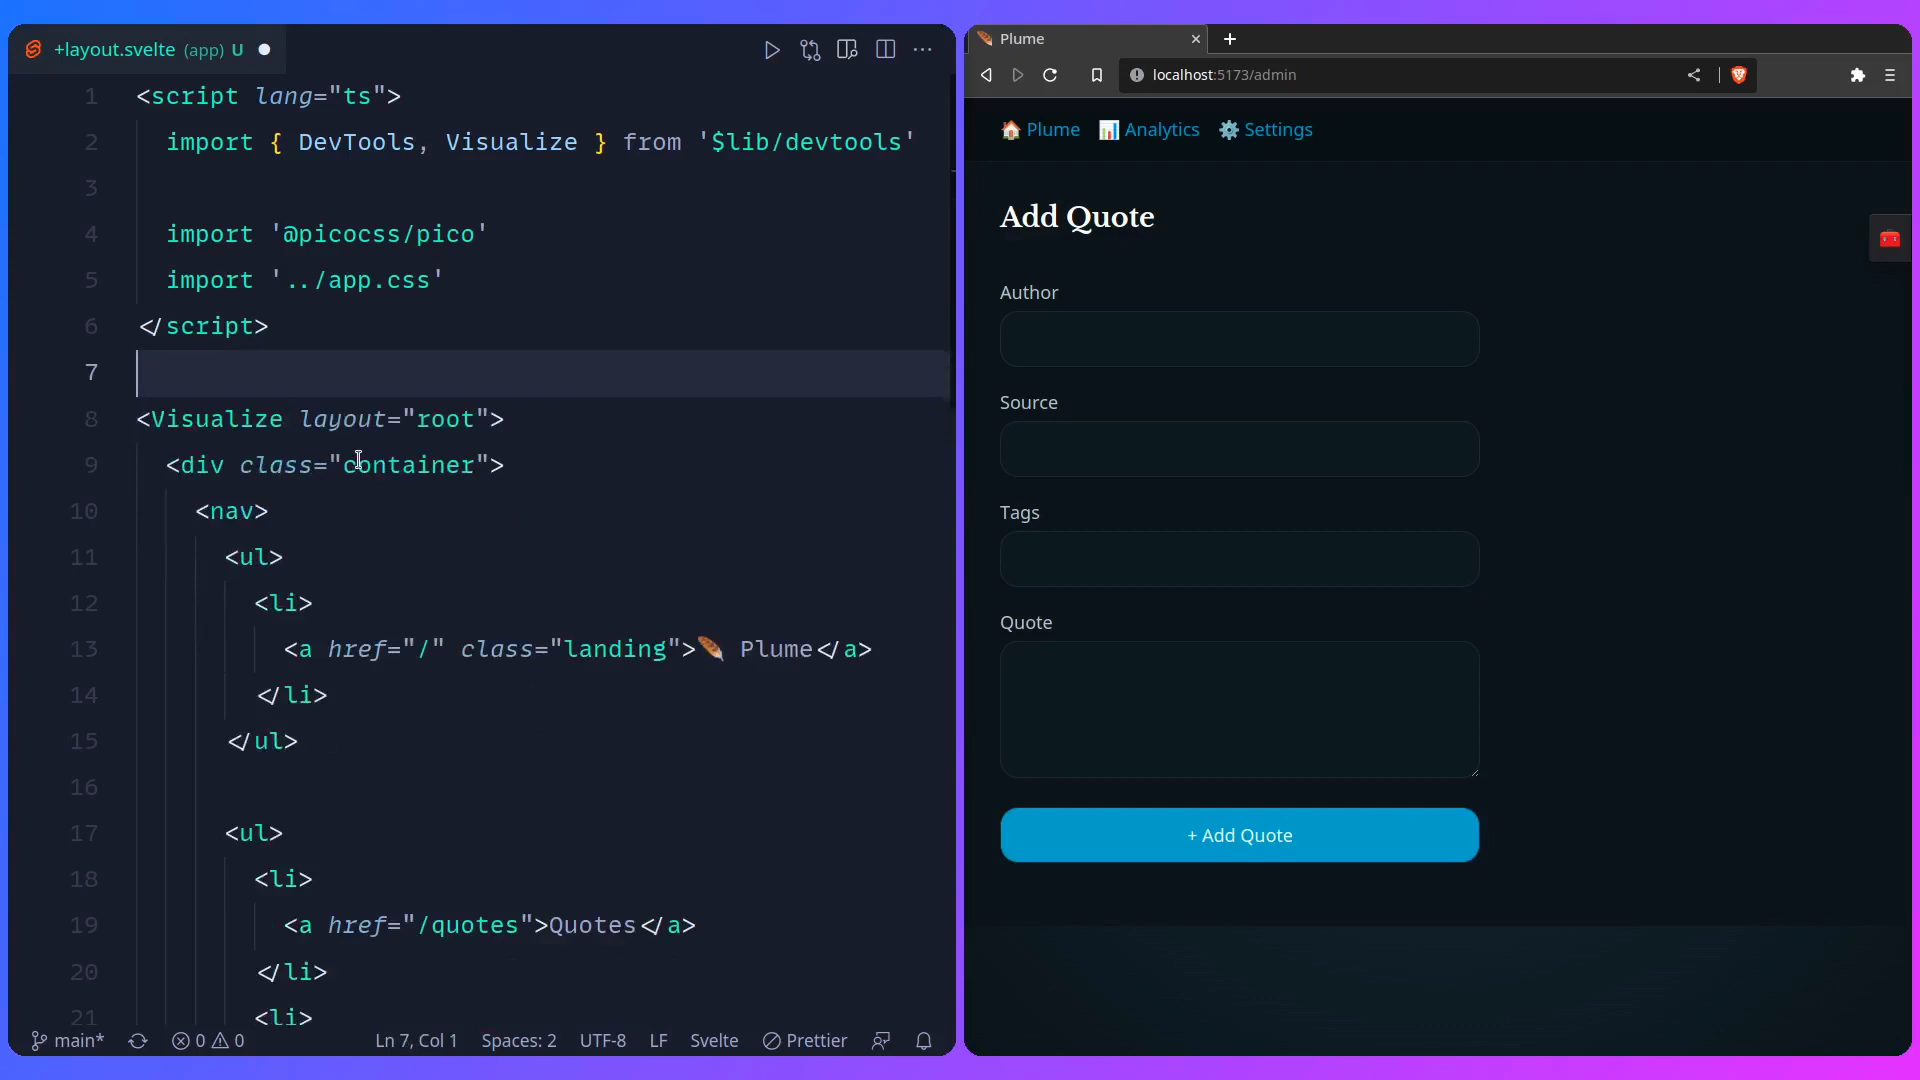 +layout.svelte (app) U
1 <script lang="ts">
2 import { DevTools, Visualize } from '$lib/devtools'
3
4 import '@picocss/pico'
5 import '../app.css'
6 </script>
7
8 <Visualize layout="root">
9 <div class="container">
10 <nav>
11 <ul>
12 <li>
13 <a href="/" class="landing">🪶 Plume</a>
14 </li>
15 </ul>
16
17 <ul>
18 <li>
19 <a href="/quotes">Quotes</a>
20 </li>
21 <li>
main* 0 0 Ln 7, Col 1 Spaces: 2 UTF-8 LF Svelte Prettier
Plume
localhost:5173/admin
🏠 Plume 📊 Analytics ⚙️ Settings
Add Quote
Author
Source
Tags
Quote
+ Add Quote